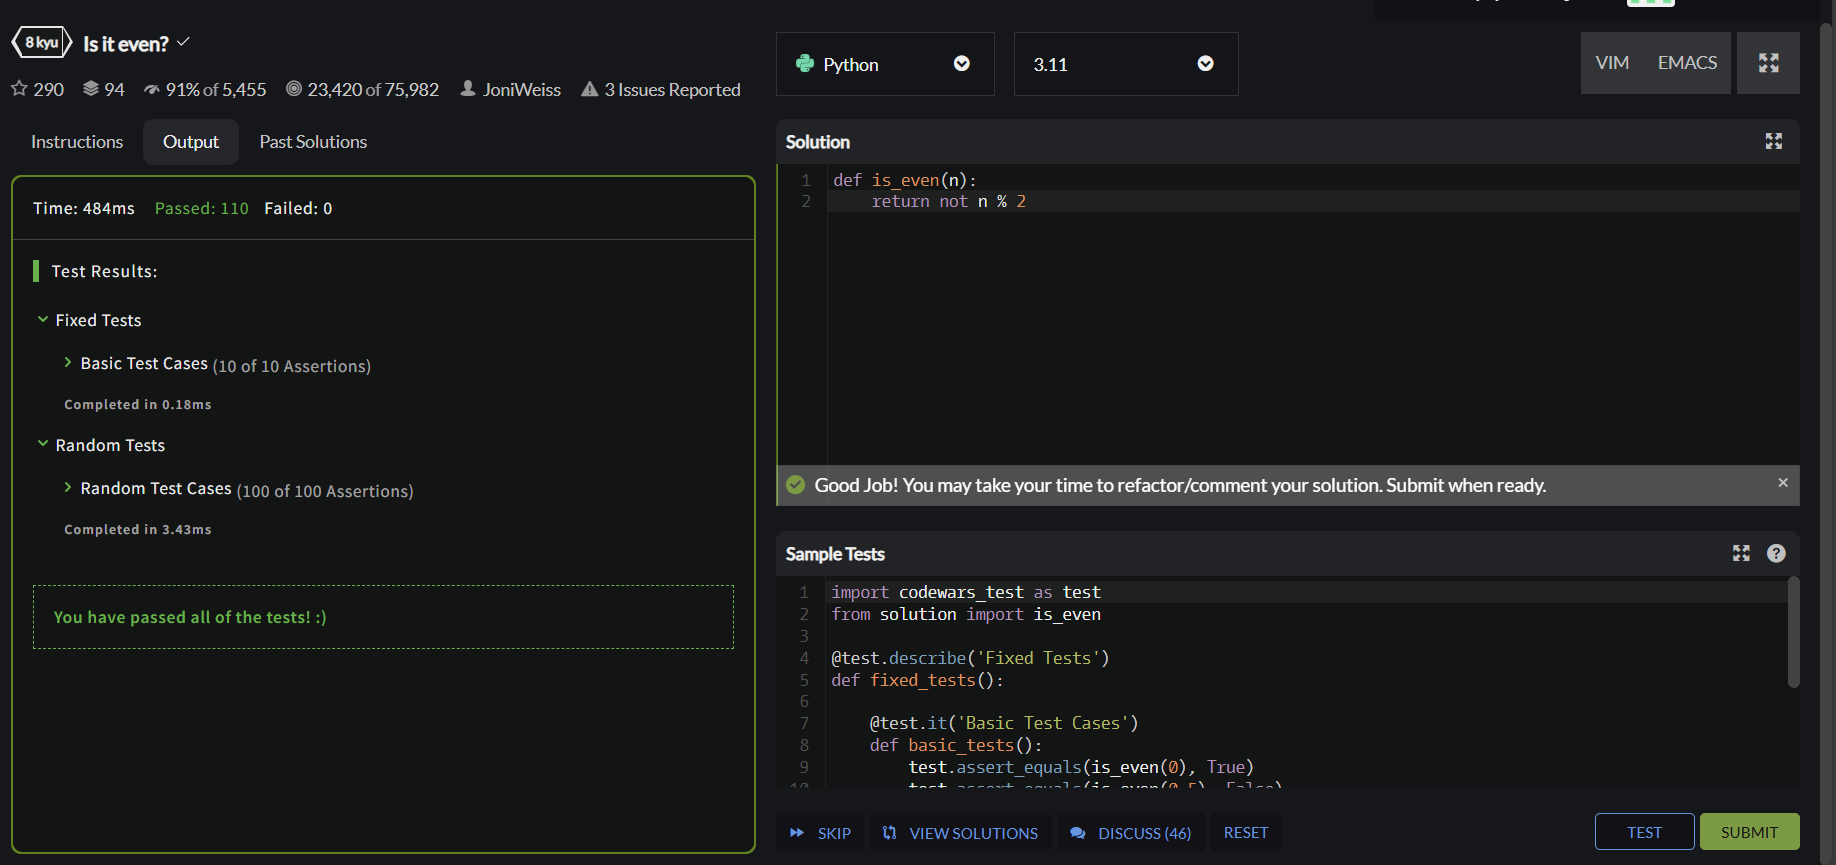 8 kyu Is it even?
290 94 91% of 5,455 23,420 of 75,982 JoniWeiss 3 Issues Reported
Instructions Output Past Solutions
Time: 484ms Passed: 110 Failed: 0
Test Results:
Fixed Tests
Basic Test Cases (10 of 10 Assertions)
Completed in 0.18ms
Random Tests
Random Test Cases (100 of 100 Assertions)
Completed in 3.43ms
You have passed all of the tests! :)
Python 3.11 VIM EMACS
Solution
1 def is_even(n):
2     return not n % 2
Good Job! You may take your time to refactor/comment your solution. Submit when ready. ×
Sample Tests ?
1 import codewars_test as test
2 from solution import is_even
3
4 @test.describe('Fixed Tests')
5 def fixed_tests():
6
7     @test.it('Basic Test Cases')
8     def basic_tests():
9         test.assert_equals(is_even(0), True)
10         test.assert_equals(is_even(0.5), False)
SKIP VIEW SOLUTIONS DISCUSS (46) RESET TEST SUBMIT